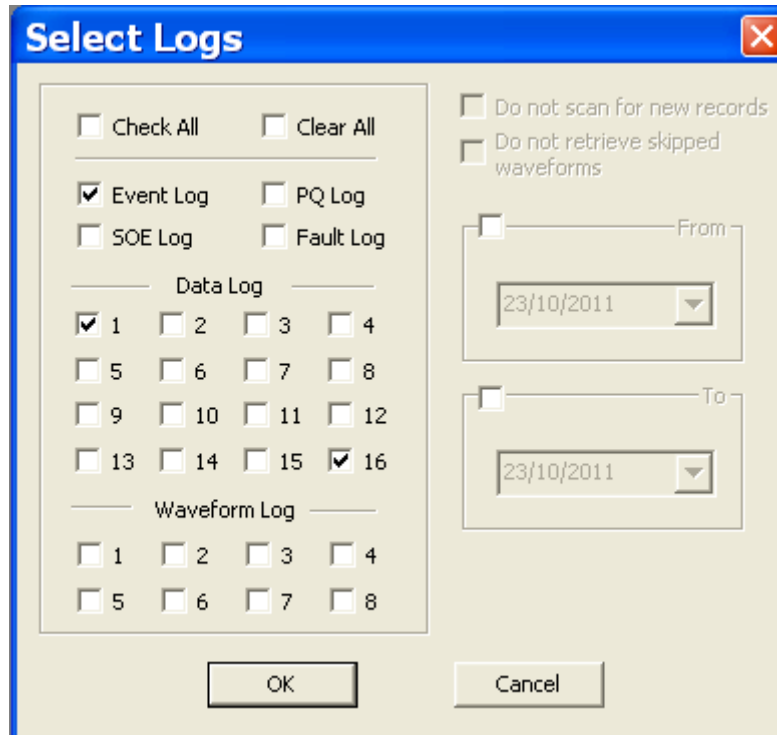 Select Logs
Check All Clear All
Event Log PQ Log
SOE Log Fault Log
Data Log
1 2 3 4
5 6 7 8
9 10 11 12
13 14 15 16
Waveform Log
1 2 3 4
5 6 7 8
Do not scan for new records
Do not retrieve skipped
waveforms
From
23/10/2011
To
23/10/2011
OK Cancel